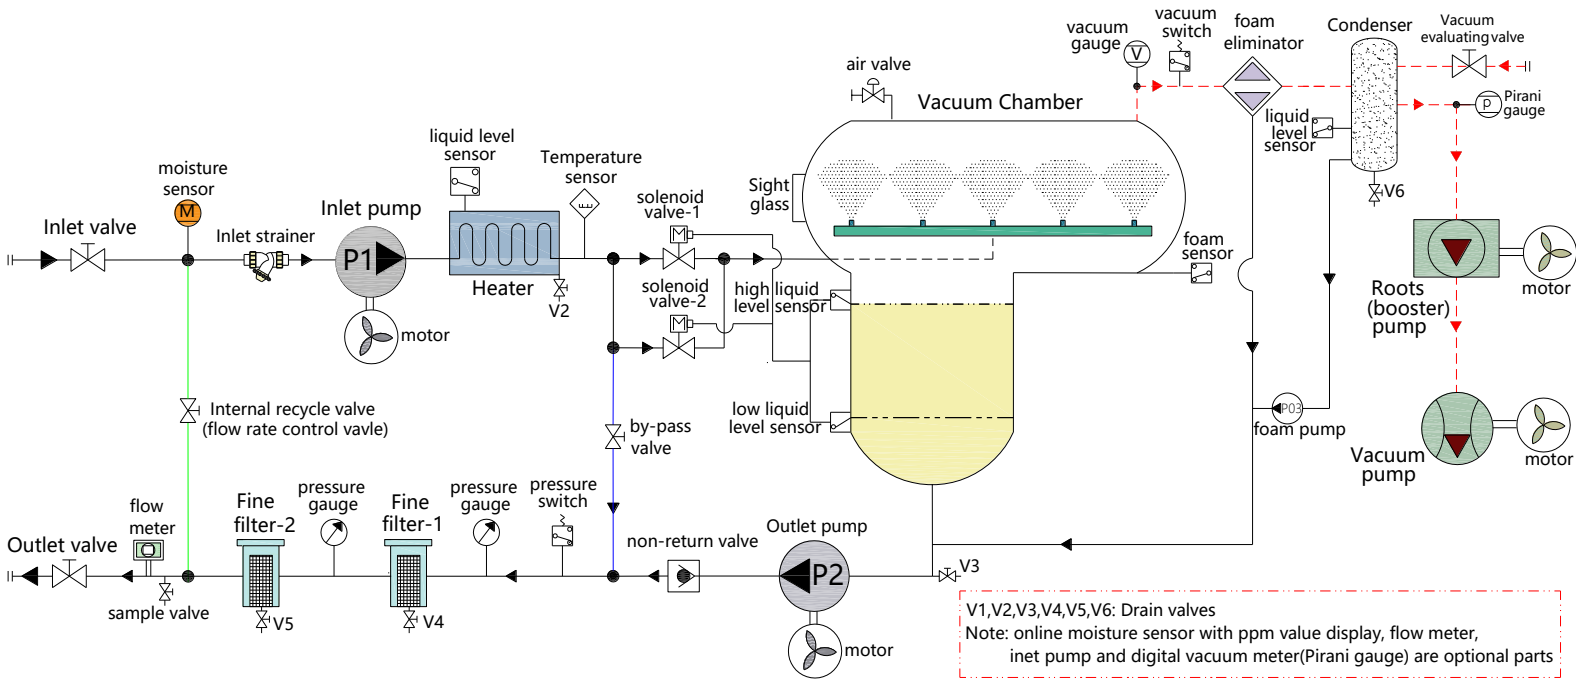 vacuum
gauge
V
vacuum
switch
foam
eliminator
Condenser
Vacuum
evaluating valve
air valve
Vacuum Chamber
Pirani
gauge
p
liquid
level
sensor
V6
liquid level
sensor
Temperature
sensor
moisture
sensor
M
Inlet valve
Inlet strainer
Inlet pump
P1
motor
Heater
V2
solenoid
valve-1
M
solenoid
valve-2
M
Sight
glass
high liquid
level sensor
low liquid
level sensor
foam
sensor
Roots
(booster)
pump
motor
Vacuum
pump
motor
P03
foam pump
Internal recycle valve
(flow rate control vavle)
by-pass
valve
Outlet valve
flow
meter
sample valve
Fine
filter-2
V5
pressure
gauge
Fine
filter-1
V4
pressure
gauge
pressure
switch
non-return valve
Outlet pump
P2
motor
V3
V1,V2,V3,V4,V5,V6: Drain valves
Note: online moisture sensor with ppm value display, flow meter,
inet pump and digital vacuum meter(Pirani gauge) are optional parts